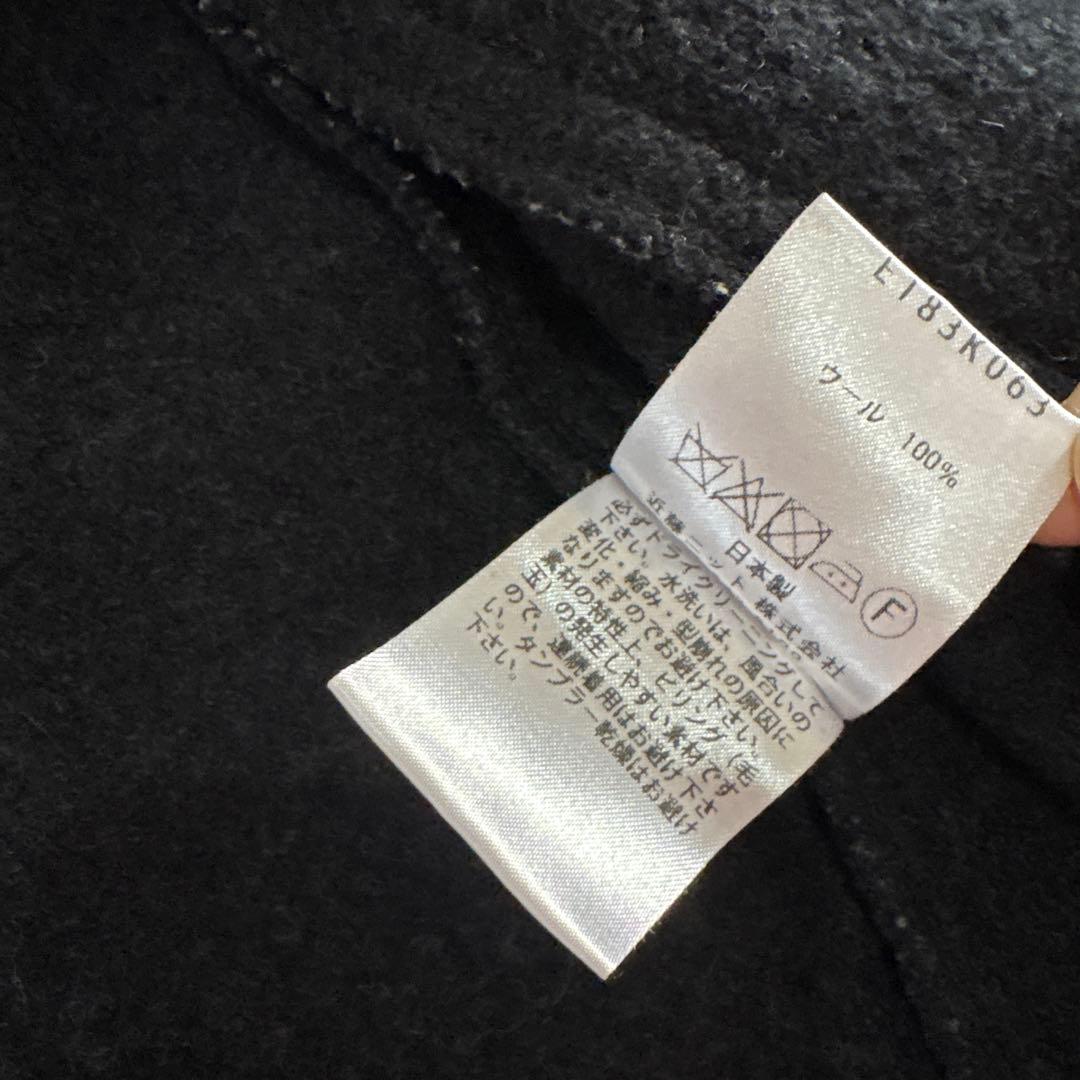 E183K063
ウール 100%
F
日本製
近藤ニット株式会社
必ずドライクリーニングして
下さい。水洗いは、風合いの
変化・縮み・型崩れの原因に
なりますのでお避け下さい。
素材の特性上、ピリング（毛
玉）の発生しやすい素材です
ので、連続着用はお避け下さ
い。タンブラー乾燥はお避け
下さい。